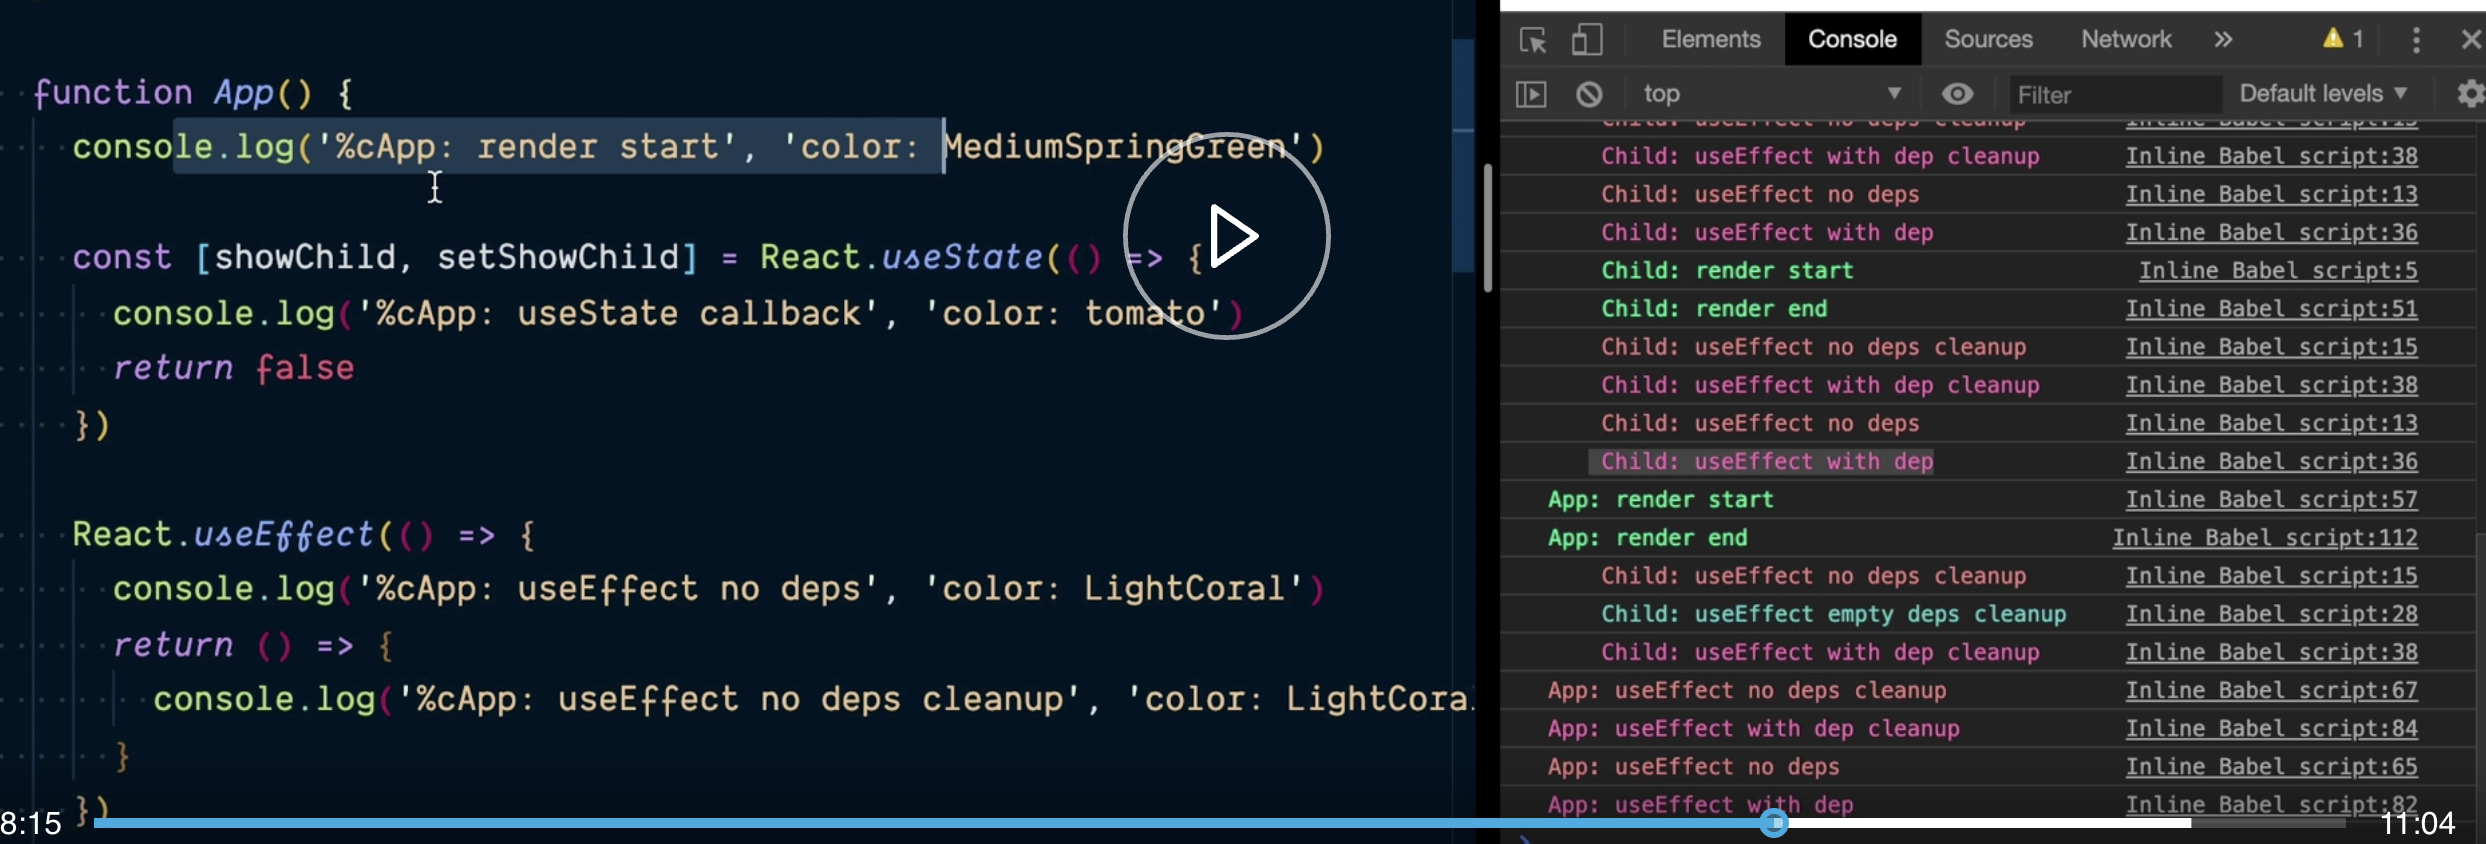 function App() {
console.log('%cApp: render start', 'color: MediumSpringGreen')
const [showChild, setShowChild] = React.useState(() => {
console.log('%cApp: useState callback', 'color: tomato')
return false
})
React.useEffect(() => {
console.log('%cApp: useEffect no deps', 'color: LightCoral')
return () => {
console.log('%cApp: useEffect no deps cleanup', 'color: LightCoral
}
})
8:15
Elements Console Sources Network » 1
top Filter Default levels
Child: useEffect no deps cleanup Inline Babel script:15
Child: useEffect with dep cleanup Inline Babel script:38
Child: useEffect no deps Inline Babel script:13
Child: useEffect with dep Inline Babel script:36
Child: render start Inline Babel script:5
Child: render end Inline Babel script:51
Child: useEffect no deps cleanup Inline Babel script:15
Child: useEffect with dep cleanup Inline Babel script:38
Child: useEffect no deps Inline Babel script:13
Child: useEffect with dep Inline Babel script:36
App: render start Inline Babel script:57
App: render end Inline Babel script:112
Child: useEffect no deps cleanup Inline Babel script:15
Child: useEffect empty deps cleanup Inline Babel script:28
Child: useEffect with dep cleanup Inline Babel script:38
App: useEffect no deps cleanup Inline Babel script:67
App: useEffect with dep cleanup Inline Babel script:84
App: useEffect no deps Inline Babel script:65
App: useEffect with dep Inline Babel script:82
11:04